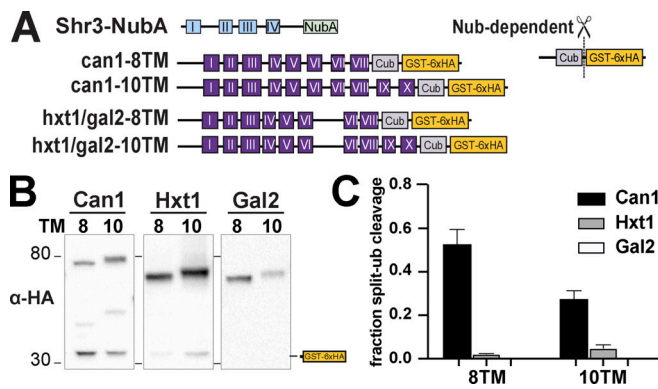 A
Shr3-NubA
I II III IV NubA
can1-8TM
I II III IV V VI VII VIII Cub GST-6xHA
can1-10TM
I II III IV V VI VII VIII IX X Cub GST-6xHA
hxt1/gal2-8TM
I II III IV V VI VII VIII Cub GST-6xHA
hxt1/gal2-10TM
I II III IV V VI VII VIII IX X Cub GST-6xHA
Nub-dependent
Cub GST-6xHA
B
Can1 Hxt1 Gal2
TM 8 10 8 10 8 10
80
α-HA
30
GST-6xHA
C
fraction split-ub cleavage
0.8
0.6
0.4
0.2
0.0
8TM 10TM
Can1
Hxt1
Gal2